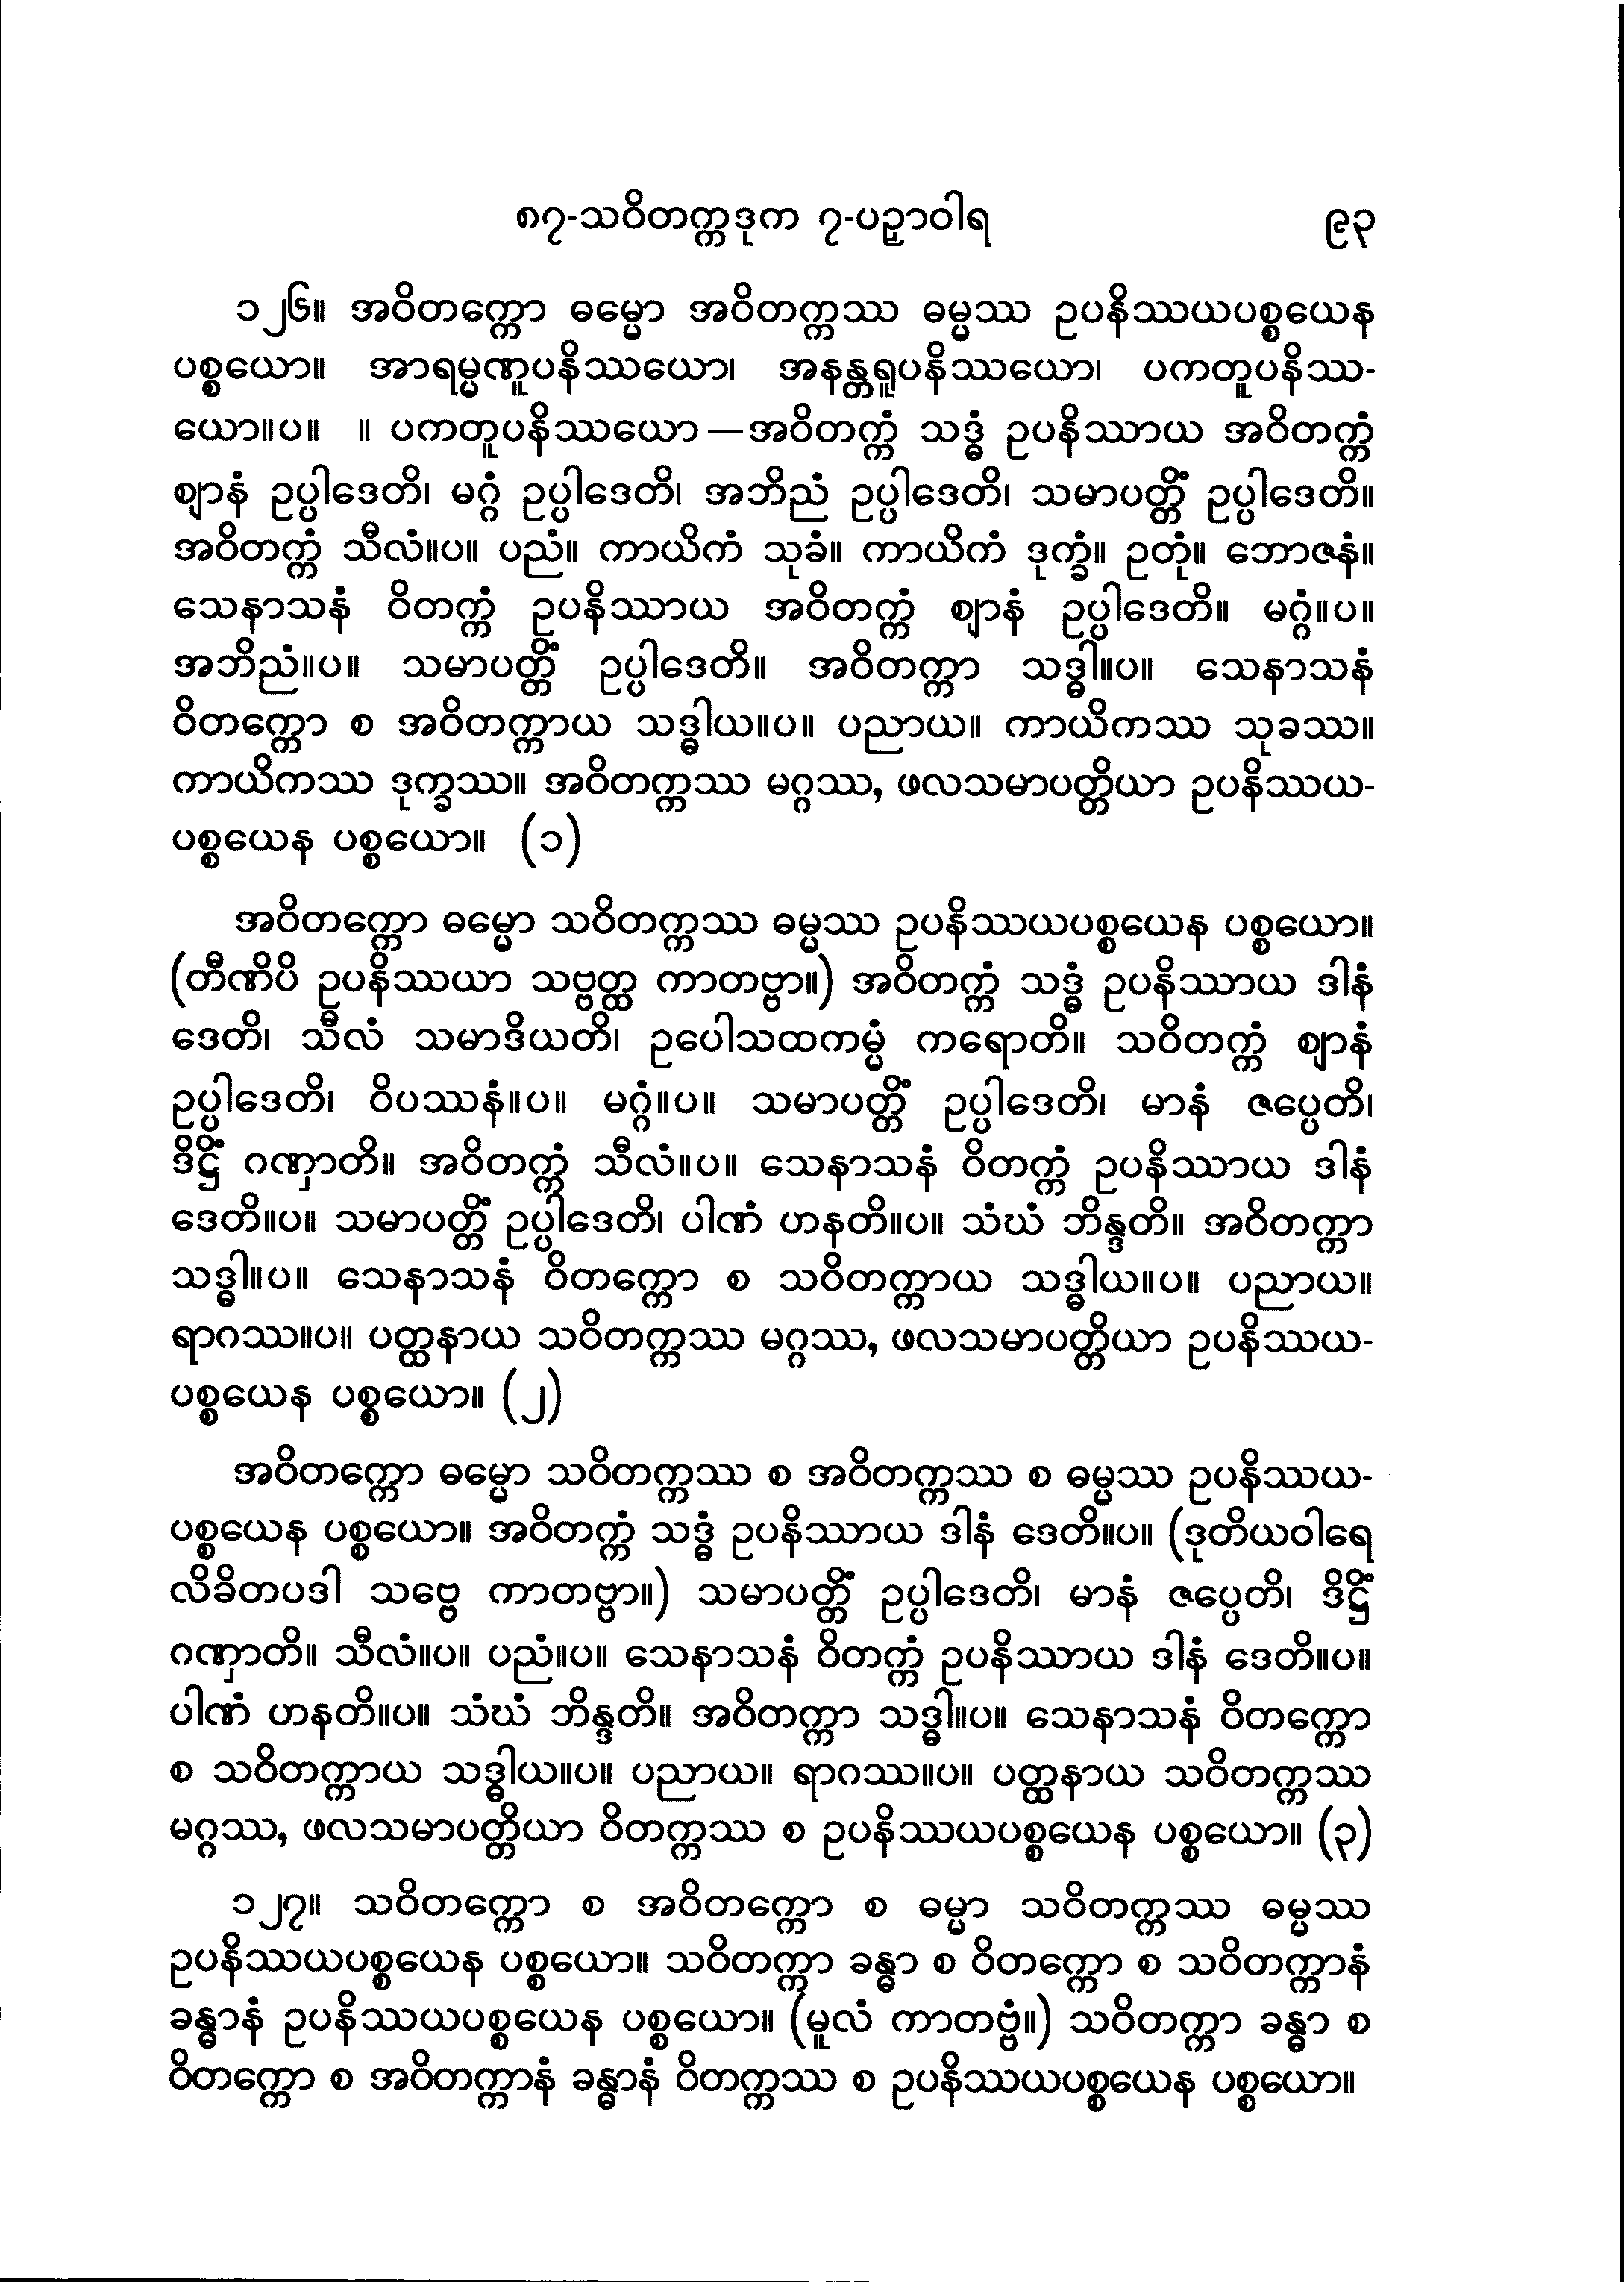 ၈၇-သဝိတက္ကဒုက ၇-ပဉှာဝါရ ၉၃
၁၂၆။ အဝိတက္ကော ဓမ္မော အဝိတက္ကဿ ဓမ္မဿ ဥပနိဿယပစ္စယေန
ပစ္စယော။ အာရမ္မဏူပနိဿယော၊ အနန္တရူပနိဿယော၊ ပကတူပနိဿ-
ယော။ပ။ ။ ပကတူပနိဿယော—အဝိတက္ကံ သဒ္ဓံ ဥပနိဿာယ အဝိတက္ကံ
ဈာနံ ဥပ္ပါဒေတိ၊ မဂ္ဂံ ဥပ္ပါဒေတိ၊ အဘိညံ ဥပ္ပါဒေတိ၊ သမာပတ္တိံ ဥပ္ပါဒေတိ။
အဝိတက္ကံ သီလံ။ပ။ ပညံ။ ကာယိကံ သုခံ။ ကာယိကံ ဒုက္ခံ။ ဥတုံ။ ဘောဇနံ။
သေနာသနံ ဝိတက္ကံ ဥပနိဿာယ အဝိတက္ကံ ဈာနံ ဥပ္ပါဒေတိ။ မဂ္ဂံ။ပ။
အဘိညံ။ပ။ သမာပတ္တိံ ဥပ္ပါဒေတိ။ အဝိတက္ကာ သဒ္ဓါ။ပ။ သေနာသနံ
ဝိတက္ကော စ အဝိတက္ကာယ သဒ္ဓါယ။ပ။ ပညာယ။ ကာယိကဿ သုခဿ။
ကာယိကဿ ဒုက္ခဿ။ အဝိတက္ကဿ မဂ္ဂဿ, ဖလသမာပတ္တိယာ ဥပနိဿယ-
ပစ္စယေန ပစ္စယော။ (၁)
အဝိတက္ကော ဓမ္မော သဝိတက္ကဿ ဓမ္မဿ ဥပနိဿယပစ္စယေန ပစ္စယော။
(တီဏိပိ ဥပနိဿယာ သဗ္ဗတ္ထ ကာတဗ္ဗာ။) အဝိတက္ကံ သဒ္ဓံ ဥပနိဿာယ ဒါနံ
ဒေတိ၊ သီလံ သမာဒိယတိ၊ ဥပေါသထကမ္မံ ကရောတိ။ သဝိတက္ကံ ဈာနံ
ဥပ္ပါဒေတိ၊ ဝိပဿနံ။ပ။ မဂ္ဂံ။ပ။ သမာပတ္တိံ ဥပ္ပါဒေတိ၊ မာနံ ဇပ္ပေတိ၊
ဒိဋ္ဌိံ ဂဏှာတိ။ အဝိတက္ကံ သီလံ။ပ။ သေနာသနံ ဝိတက္ကံ ဥပနိဿာယ ဒါနံ
ဒေတိ။ပ။ သမာပတ္တိံ ဥပ္ပါဒေတိ၊ ပါဏံ ဟနတိ။ပ။ သံဃံ ဘိန္ဒတိ။ အဝိတက္ကာ
သဒ္ဓါ။ပ။ သေနာသနံ ဝိတက္ကော စ သဝိတက္ကာယ သဒ္ဓါယ။ပ။ ပညာယ။
ရာဂဿ။ပ။ ပတ္ထနာယ သဝိတက္ကဿ မဂ္ဂဿ, ဖလသမာပတ္တိယာ ဥပနိဿယ-
ပစ္စယေန ပစ္စယော။ (၂)
အဝိတက္ကော ဓမ္မော သဝိတက္ကဿ စ အဝိတက္ကဿ စ ဓမ္မဿ ဥပနိဿယ-
ပစ္စယေန ပစ္စယော။ အဝိတက္ကံ သဒ္ဓံ ဥပနိဿာယ ဒါနံ ဒေတိ။ပ။ (ဒုတိယဝါရေ
လိခိတပဒါ သဗ္ဗေ ကာတဗ္ဗာ။) သမာပတ္တိံ ဥပ္ပါဒေတိ၊ မာနံ ဇပ္ပေတိ၊ ဒိဋ္ဌိံ
ဂဏှာတိ။ သီလံ။ပ။ ပညံ။ပ။ သေနာသနံ ဝိတက္ကံ ဥပနိဿာယ ဒါနံ ဒေတိ။ပ။
ပါဏံ ဟနတိ။ပ။ သံဃံ ဘိန္ဒတိ။ အဝိတက္ကာ သဒ္ဓါ။ပ။ သေနာသနံ ဝိတက္ကော
စ သဝိတက္ကာယ သဒ္ဓါယ။ပ။ ပညာယ။ ရာဂဿ။ပ။ ပတ္ထနာယ သဝိတက္ကဿ
မဂ္ဂဿ, ဖလသမာပတ္တိယာ ဝိတက္ကဿ စ ဥပနိဿယပစ္စယေန ပစ္စယော။ (၃)
၁၂၇။ သဝိတက္ကော စ အဝိတက္ကော စ ဓမ္မာ သဝိတက္ကဿ ဓမ္မဿ
ဥပနိဿယပစ္စယေန ပစ္စယော။ သဝိတက္ကာ ခန္ဓာ စ ဝိတက္ကော စ သဝိတက္ကာနံ
ခန္ဓာနံ ဥပနိဿယပစ္စယေန ပစ္စယော။ (မူလံ ကာတဗ္ဗံ။) သဝိတက္ကာ ခန္ဓာ စ
ဝိတက္ကော စ အဝိတက္ကာနံ ခန္ဓာနံ ဝိတက္ကဿ စ ဥပနိဿယပစ္စယေန ပစ္စယော။